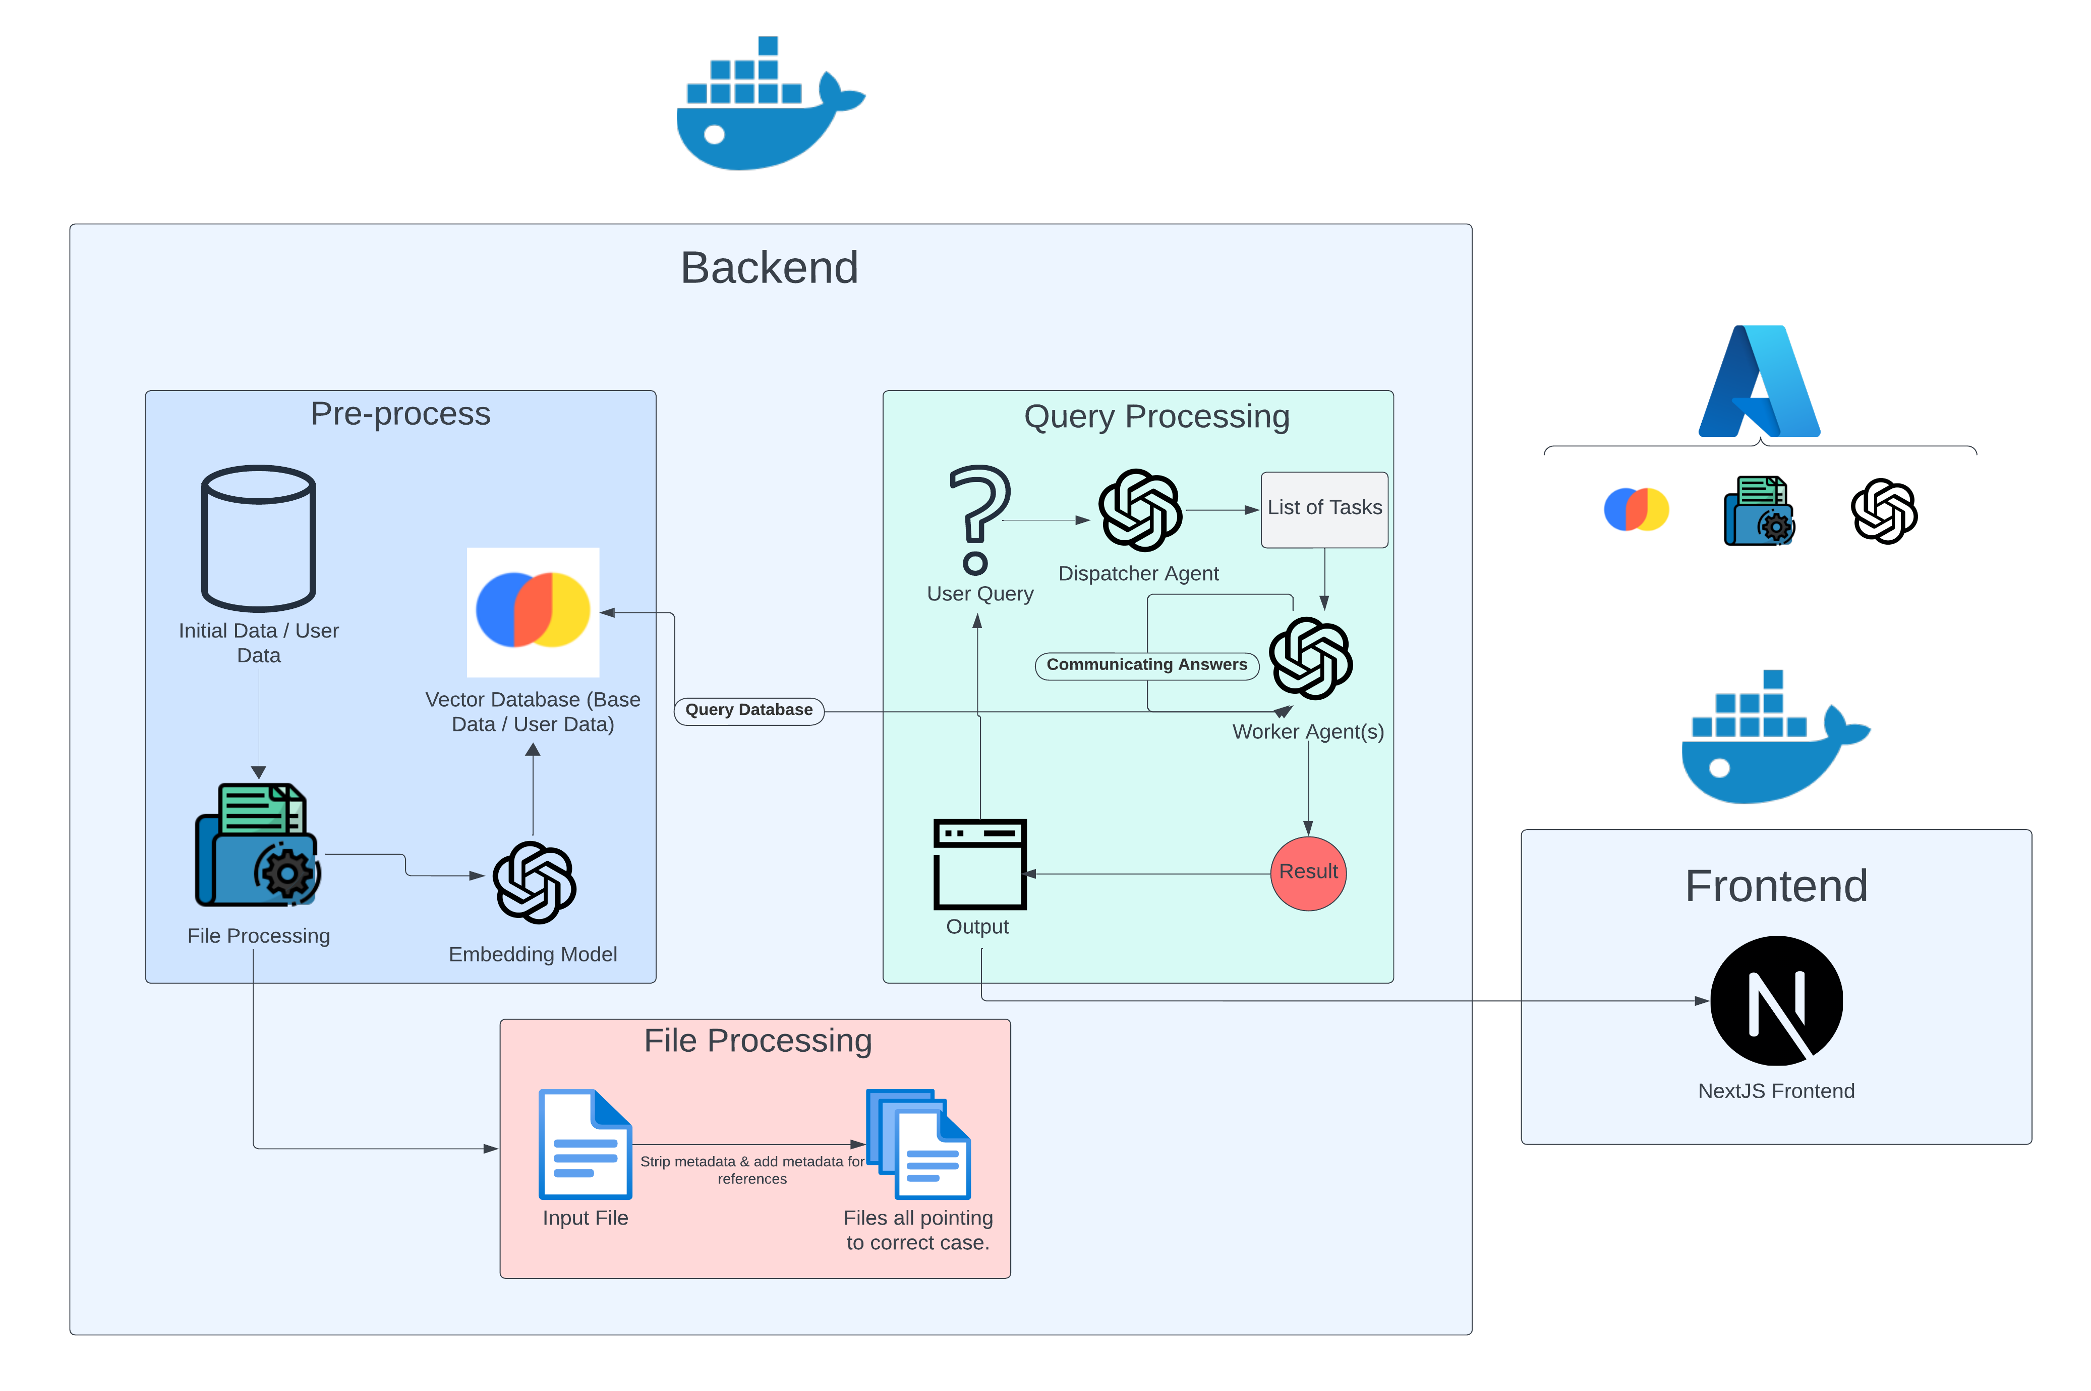 Backend
Pre-process
Initial Data / User
Data
Vector Database (Base
Data / User Data)
File Processing
Embedding Model
Query Database
Query Processing
User Query
Dispatcher Agent
List of Tasks
Communicating Answers
Worker Agent(s)
Result
Output
File Processing
Input File
Strip metadata & add metadata for
references
Files all pointing
to correct case.
Frontend
NextJS Frontend